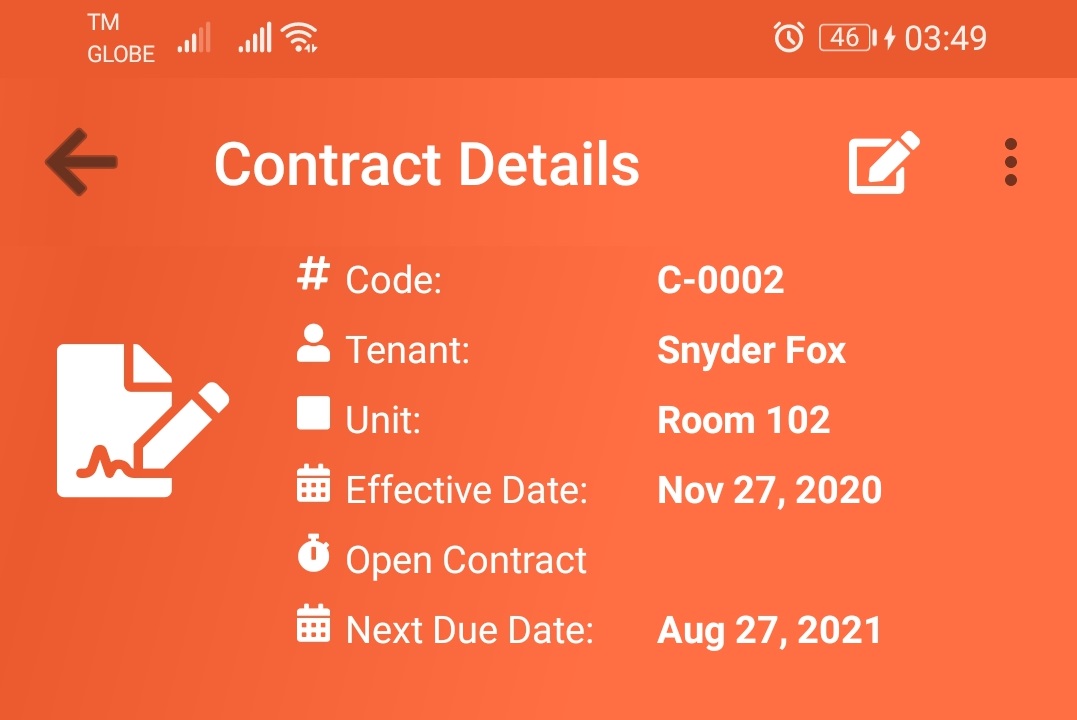 TM
GLOBE
46
03:49
Contract Details
# Code: C-0002
Tenant: Snyder Fox
Unit: Room 102
Effective Date: Nov 27, 2020
Open Contract
Next Due Date: Aug 27, 2021